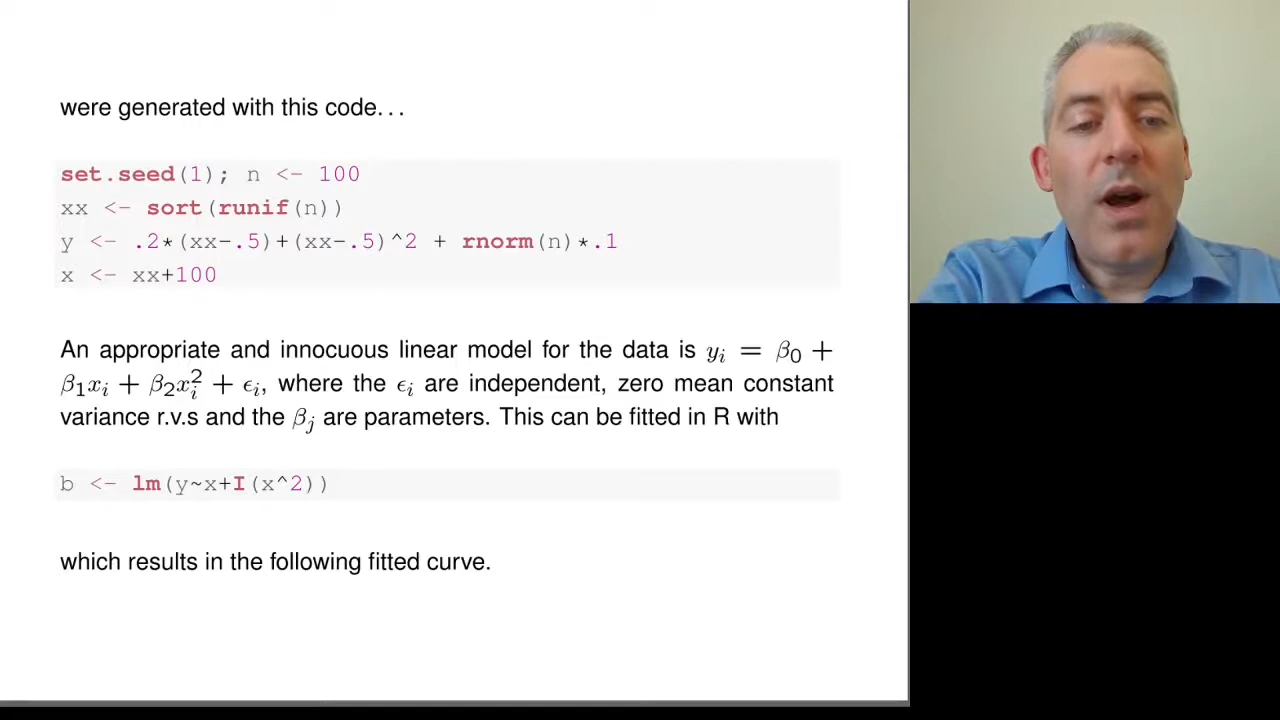 were generated with this code. . .
set.seed(1); n <- 100
xx <- sort(runif(n))
y <- .2*(xx-.5)+(xx-.5)^2 + rnorm(n)*.1
x <- xx+100
An appropriate and innocuous linear model for the data is yᵢ = β₀ +
β₁xᵢ + β₂xᵢ² + ϵᵢ, where the ϵᵢ are independent, zero mean constant
variance r.v.s and the βⱼ are parameters. This can be fitted in R with
b <- lm(y~x+I(x^2))
which results in the following fitted curve.